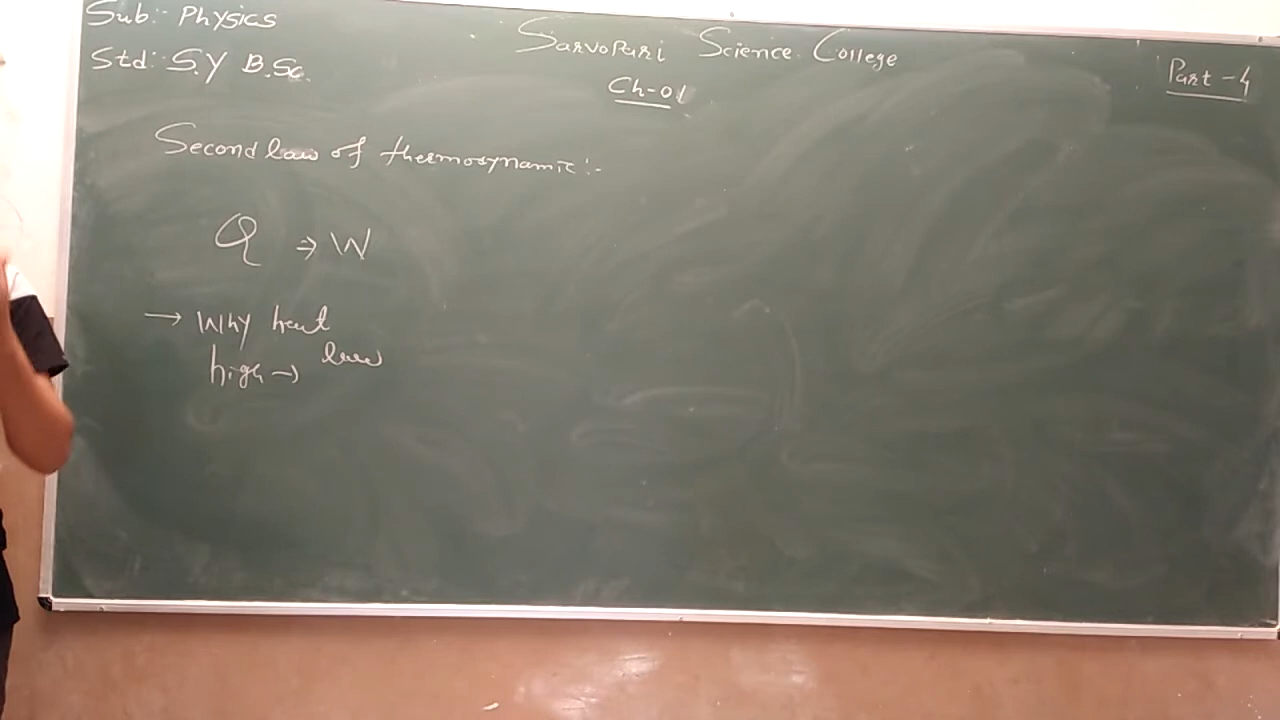 Sub:- Physics
Std:- S.Y B.Sc.
Sarvopari Science College
Ch-01
Part - 4
Second law of thermodynamic:-
Q ⇒ W
→ Why heat
high → low